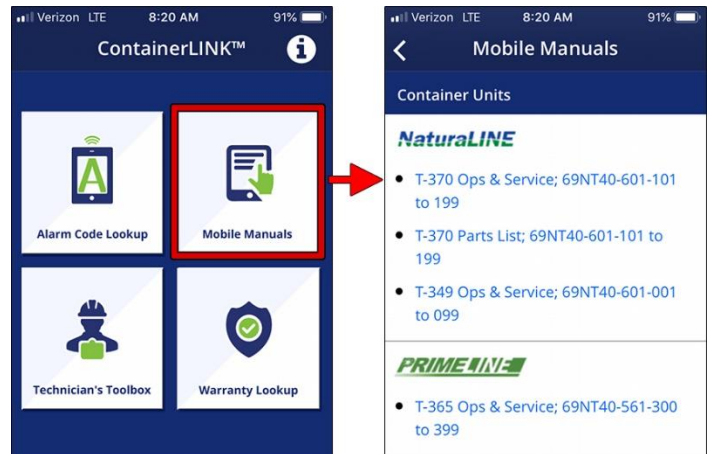 Verizon LTE 8:20 AM 91%
ContainerLINK™ i
Alarm Code Lookup
Mobile Manuals
Technician's Toolbox
Warranty Lookup
Verizon LTE 8:20 AM 91%
Mobile Manuals
Container Units
NaturaLINE
• T-370 Ops & Service; 69NT40-601-101
to 199
• T-370 Parts List; 69NT40-601-101 to
199
• T-349 Ops & Service; 69NT40-601-001
to 099
PRIMELINE
• T-365 Ops & Service; 69NT40-561-300
to 399